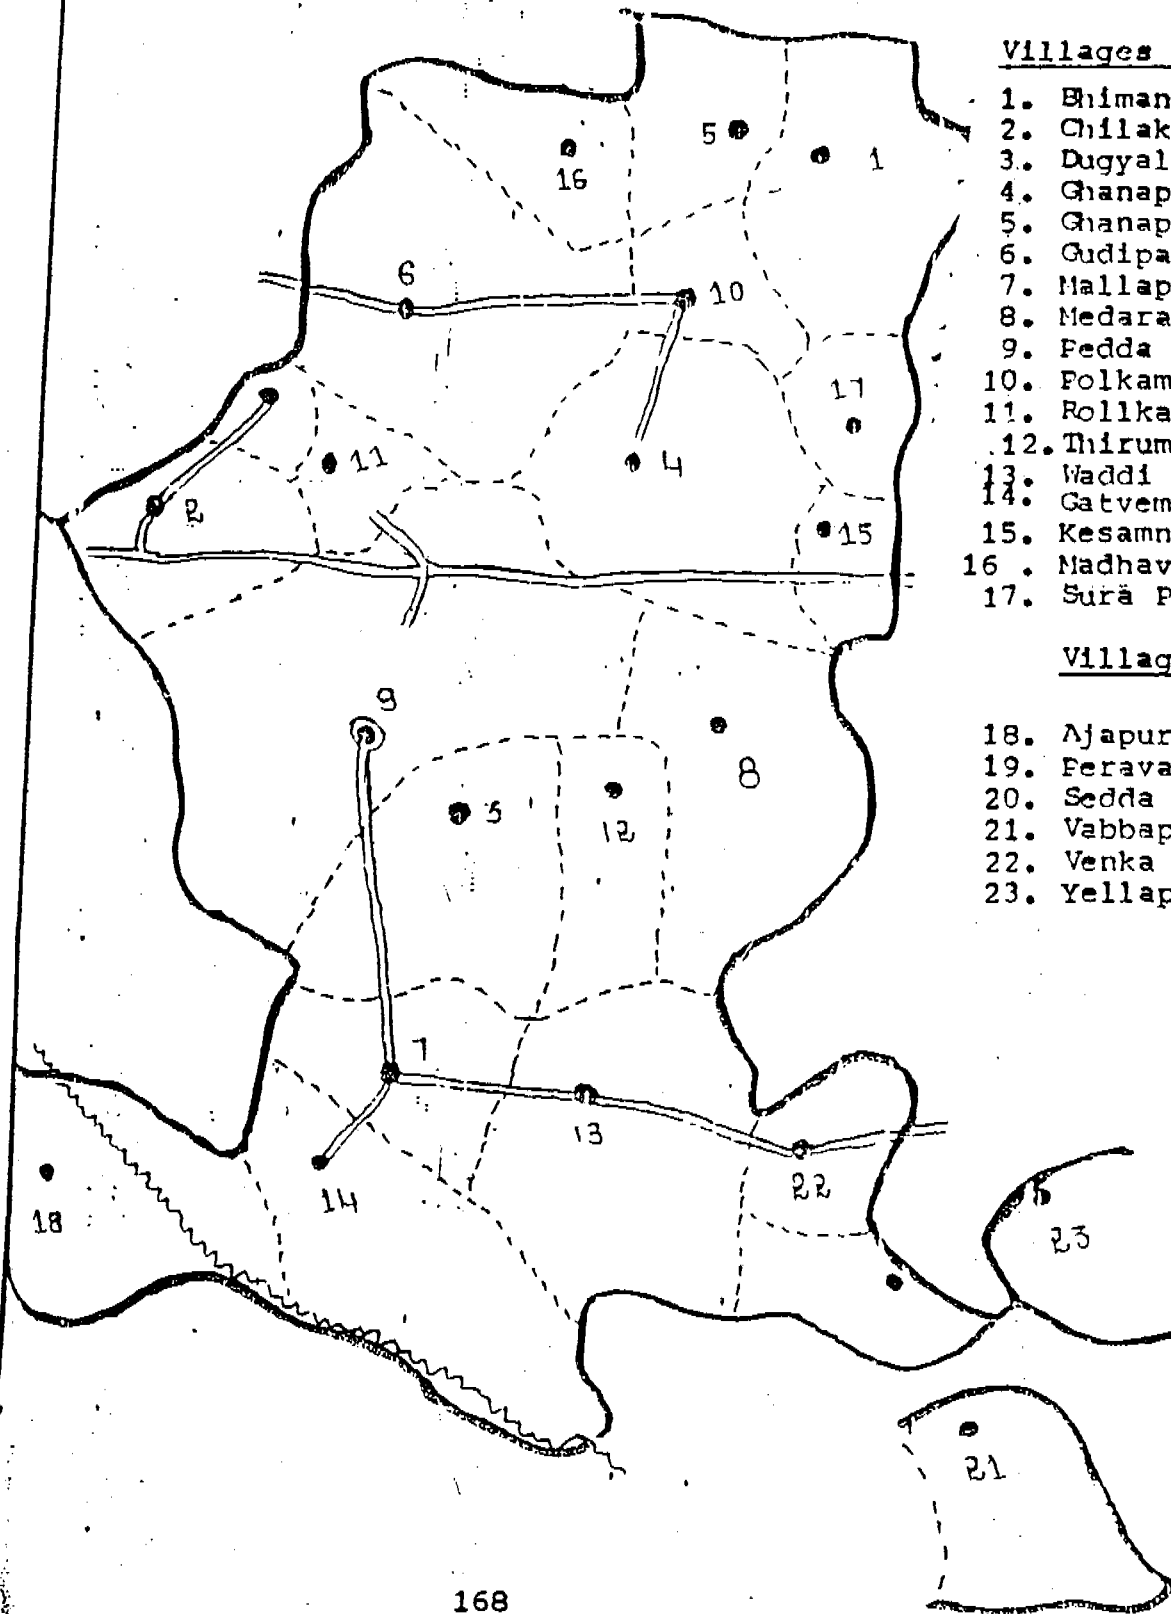 Villages
1. Bhiman
2. Chilak
3. Dugyal
4. Ghanap
5. Ghanap
6. Gudipa
7. Mallap
8. Medara
9. Pedda
10. Polkam
11. Rollka
12. Thirum
13. Waddi
14. Gatvem
15. Kesamn
16 . Madhav
17. Sura P
Villag
18. Ajapur
19. Perava
20. Sedda
21. Vabbap
22. Venka
23. Yellap
5
1
16
6
10
17
11
4
2
15
9
8
3
12
7
13
14
22
18
23
21
168